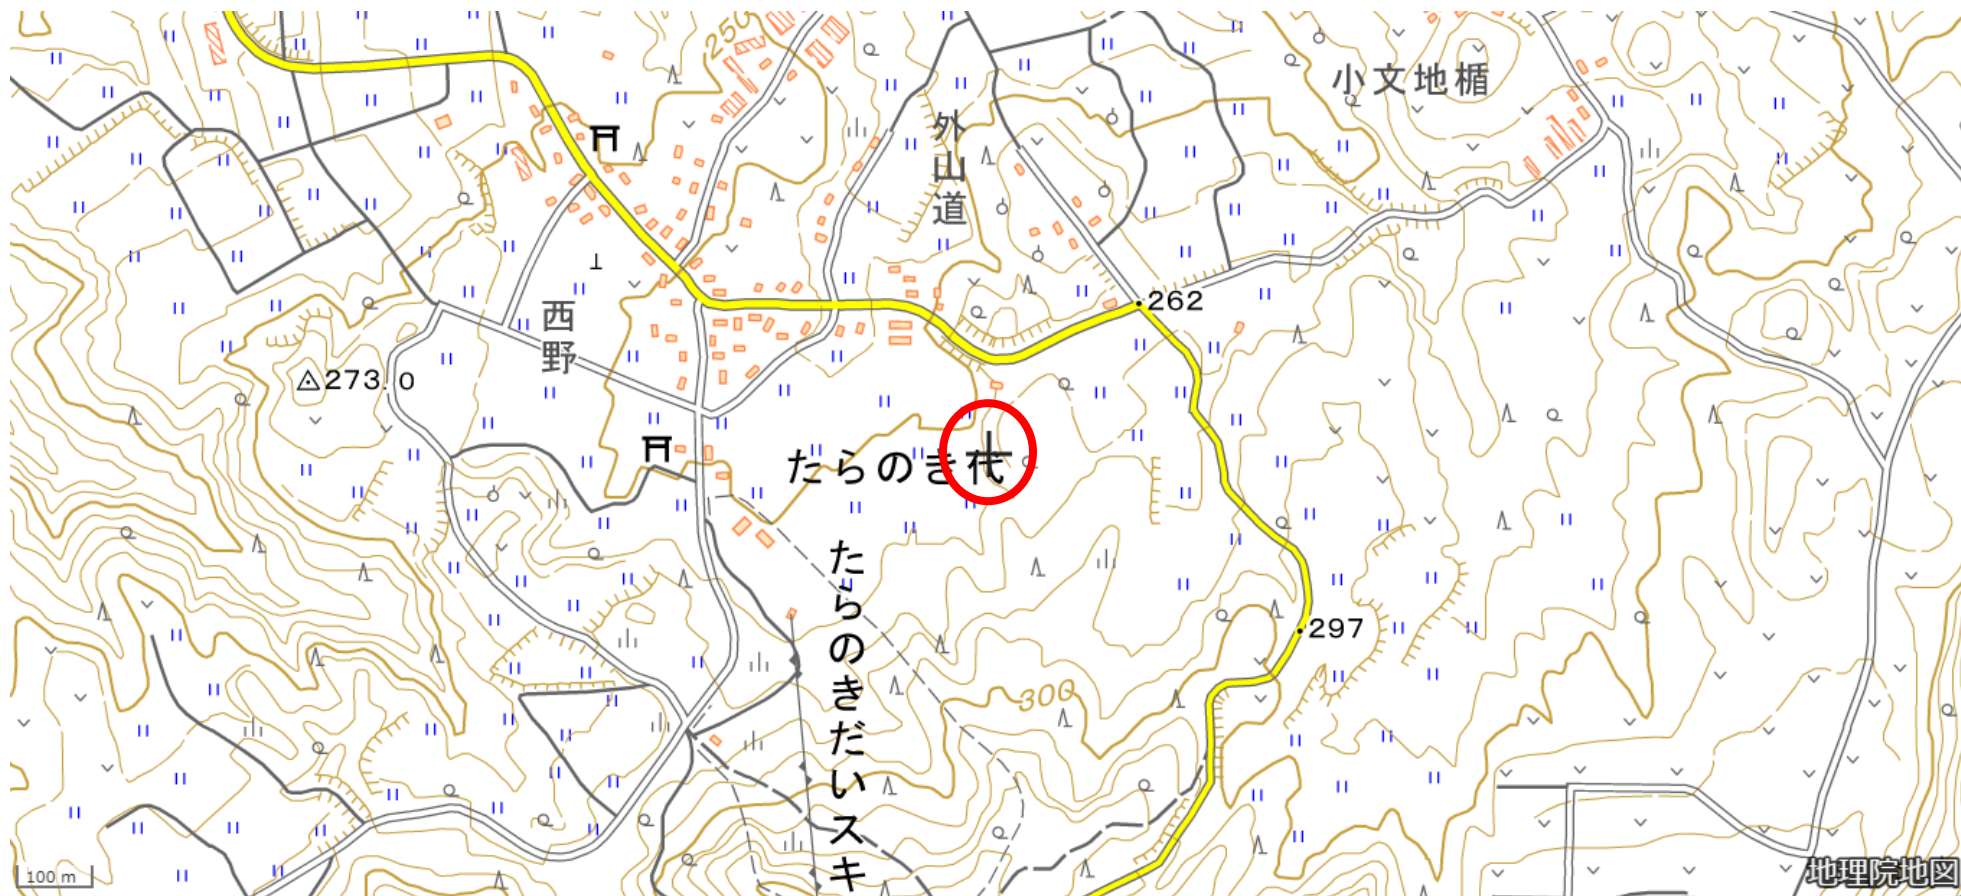 250
小文地楯
外山道
262
西野
273.0
たらのき代
たらのきだいスキ
297
300
100 m
地理院地図